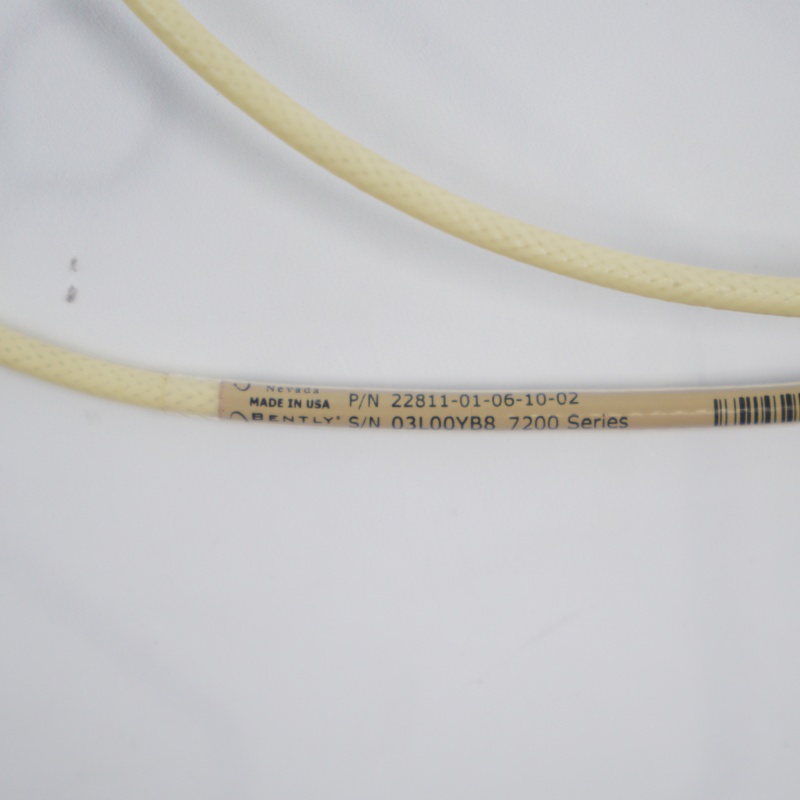 Nevada
MADE IN USA P/N 22811-01-06-10-02
BENTLY® S/N 03L00YB8 7200 Series